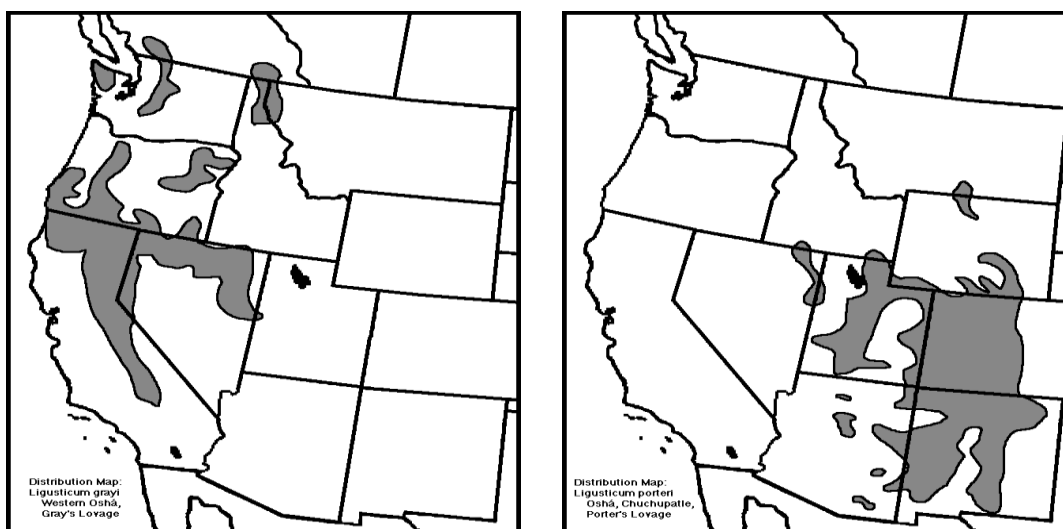 Distribution Map:
Ligusticum grayi
Western Oshá,
Gray's Lovage
Distribution Map:
Ligusticum porteri
Oshá, Chuchupatle,
Porter's Lovage